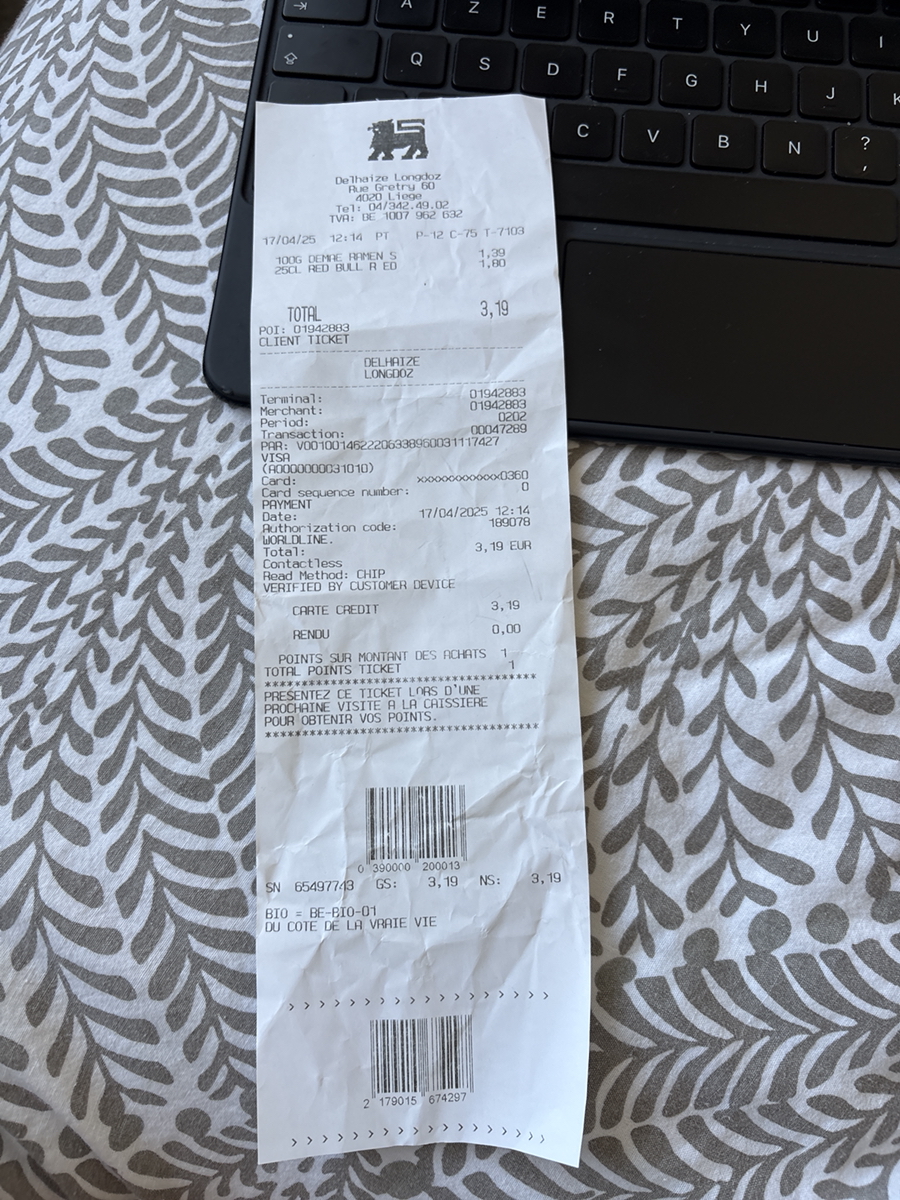 A Z E R T Y U I
Q S D F G H J K
C V B N ? ,
Delhaize Longdoz
Rue Gretry 60
4020 Liege
Tel: 04/342.49.02
TVA: BE 1007 962 632
17/04/25 12:14 PT P-12 C-75 T-7103
100G DEMAE RAMEN S 1,39
25CL RED BULL R ED 1,80
TOTAL 3,19
POI: 01942883
CLIENT TICKET
DELHAIZE
LONGDOZ
Terminal: 01942883
Merchant: 01942883
Period: 0202
Transaction: 00047289
PAR: V0010014622206338960031117427
VISA
(A0000000031010)
Card: xxxxxxxxxxxx0360
Card sequence number: 0
PAYMENT
Date: 17/04/2025 12:14
Authorization code: 189078
WORLDLINE.
Total: 3,19 EUR
Contactless
Read Method: CHIP
VERIFIED BY CUSTOMER DEVICE
CARTE CREDIT 3,19
RENDU 0,00
POINTS SUR MONTANT DES ACHATS 1
TOTAL POINTS TICKET 1
************************************
PRESENTEZ CE TICKET LORS D'UNE
PROCHAINE VISITE A LA CAISSIERE
POUR OBTENIR VOS POINTS.
************************************
0 390000 200013
SN 65497743 GS: 3,19 NS: 3,19
BIO = BE-BIO-01
DU COTE DE LA VRAIE VIE
> > > > > > > > > > > > > > > > >
2 179015 674297
> > > > > > > > > > > > > > > > >